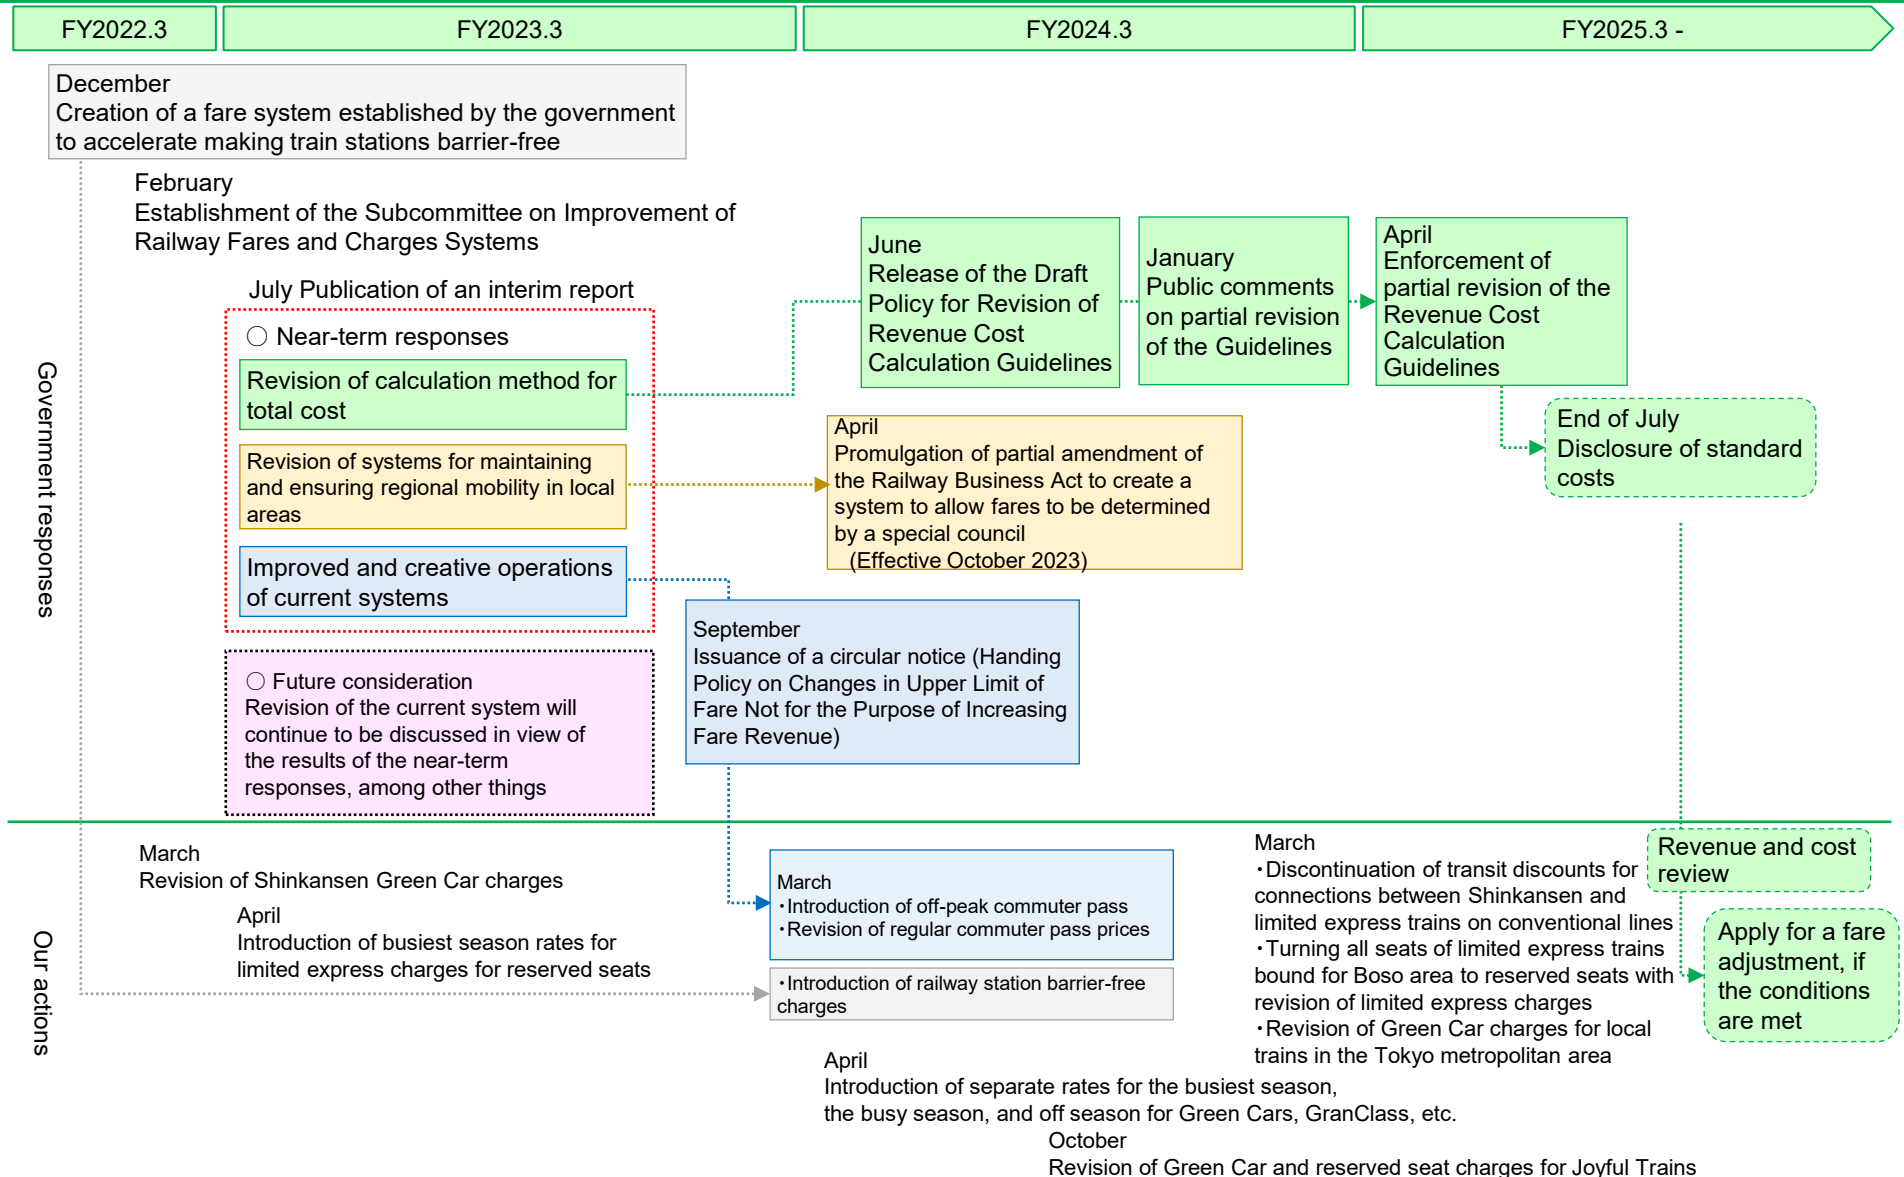 FY2022.3
FY2023.3
FY2024.3
FY2025.3 -
Government responses
December
Creation of a fare system established by the government
to accelerate making train stations barrier-free
February
Establishment of the Subcommittee on Improvement of
Railway Fares and Charges Systems
July Publication of an interim report
〇 Near-term responses
Revision of calculation method for
total cost
Revision of systems for maintaining
and ensuring regional mobility in local
areas
Improved and creative operations
of current systems
〇 Future consideration
Revision of the current system will
continue to be discussed in view of
the results of the near-term
responses, among other things
June
Release of the Draft
Policy for Revision of
Revenue Cost
Calculation Guidelines
January
Public comments
on partial revision
of the Guidelines
April
Enforcement of
partial revision of the
Revenue Cost
Calculation
Guidelines
End of July
Disclosure of standard
costs
April
Promulgation of partial amendment of
the Railway Business Act to create a
system to allow fares to be determined
by a special council
(Effective October 2023)
September
Issuance of a circular notice (Handing
Policy on Changes in Upper Limit of
Fare Not for the Purpose of Increasing
Fare Revenue)
Our actions
March
Revision of Shinkansen Green Car charges
April
Introduction of busiest season rates for
limited express charges for reserved seats
March
・Introduction of off-peak commuter pass
・Revision of regular commuter pass prices
・Introduction of railway station barrier-free
charges
April
Introduction of separate rates for the busiest season,
the busy season, and off season for Green Cars, GranClass, etc.
October
Revision of Green Car and reserved seat charges for Joyful Trains
March
・Discontinuation of transit discounts for
connections between Shinkansen and
limited express trains on conventional lines
・Turning all seats of limited express trains
bound for Boso area to reserved seats with
revision of limited express charges
・Revision of Green Car charges for local
trains in the Tokyo metropolitan area
Revenue and cost
review
Apply for a fare
adjustment, if
the conditions
are met